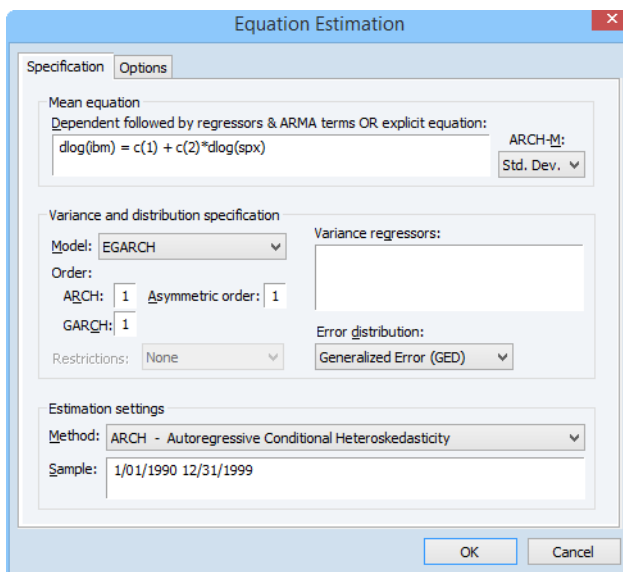 Equation Estimation
Specification Options
Mean equation
Dependent followed by regressors & ARMA terms OR explicit equation:
dlog(ibm) = c(1) + c(2)*dlog(spx)
ARCH-M:
Std. Dev.
Variance and distribution specification
Model: EGARCH
Order:
ARCH: 1 Asymmetric order: 1
GARCH: 1
Restrictions: None
Variance regressors:
Error distribution:
Generalized Error (GED)
Estimation settings
Method: ARCH - Autoregressive Conditional Heteroskedasticity
Sample: 1/01/1990 12/31/1999
OK Cancel